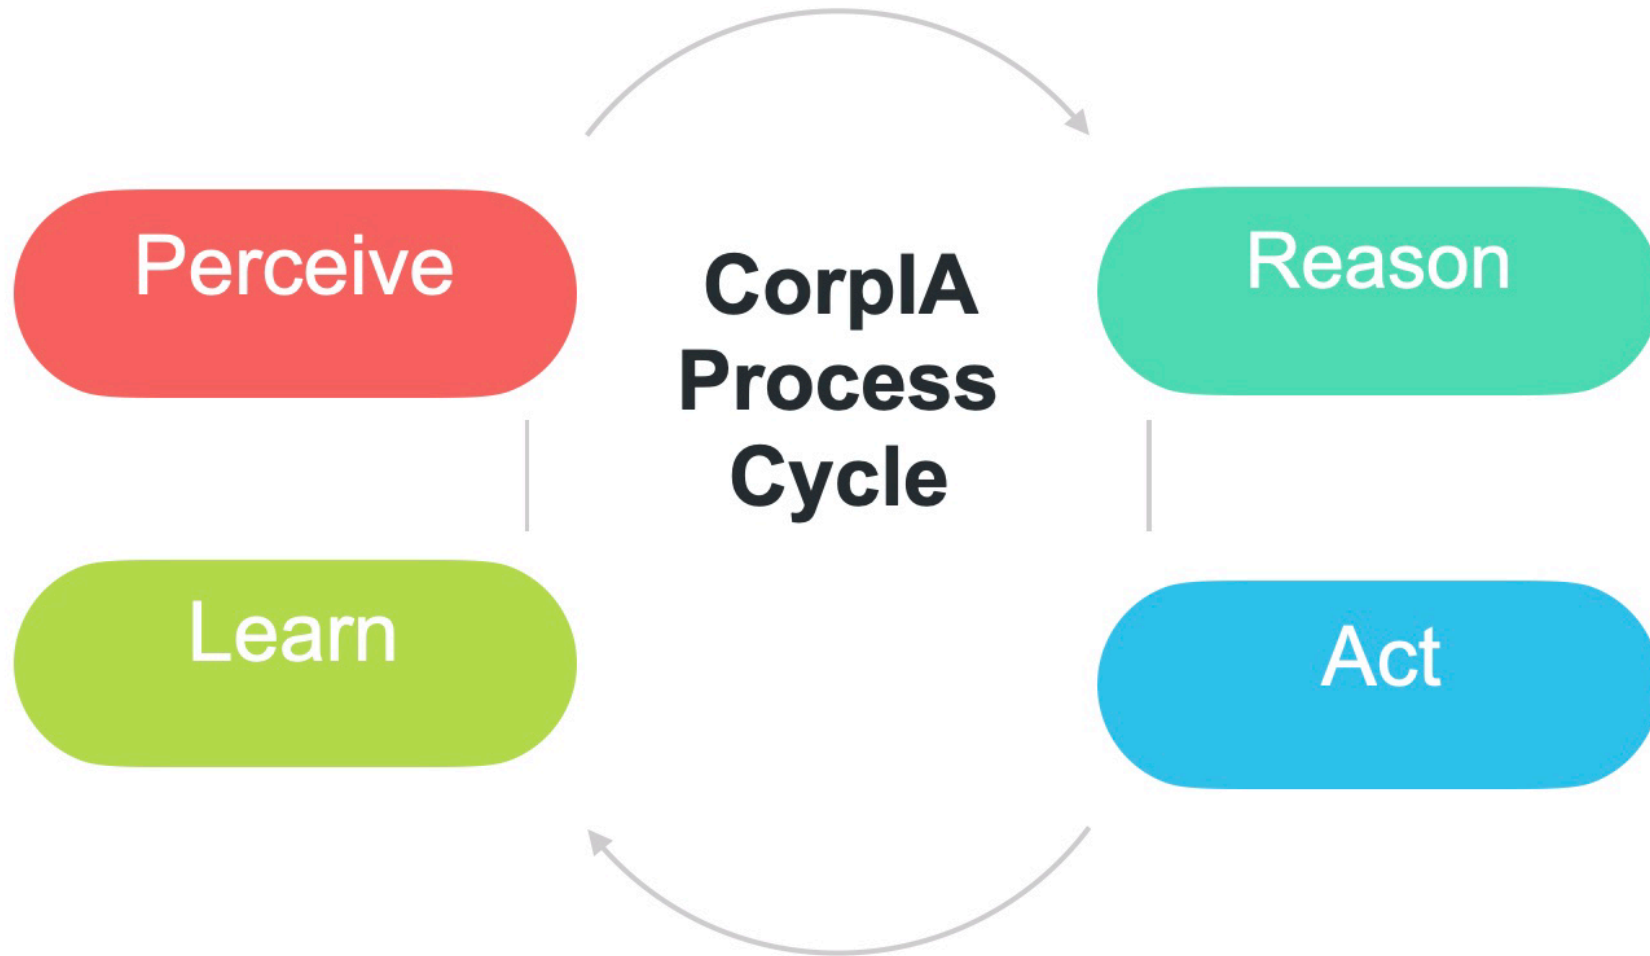 Perceive
CorpIA
Process
Cycle
Reason
Learn
Act